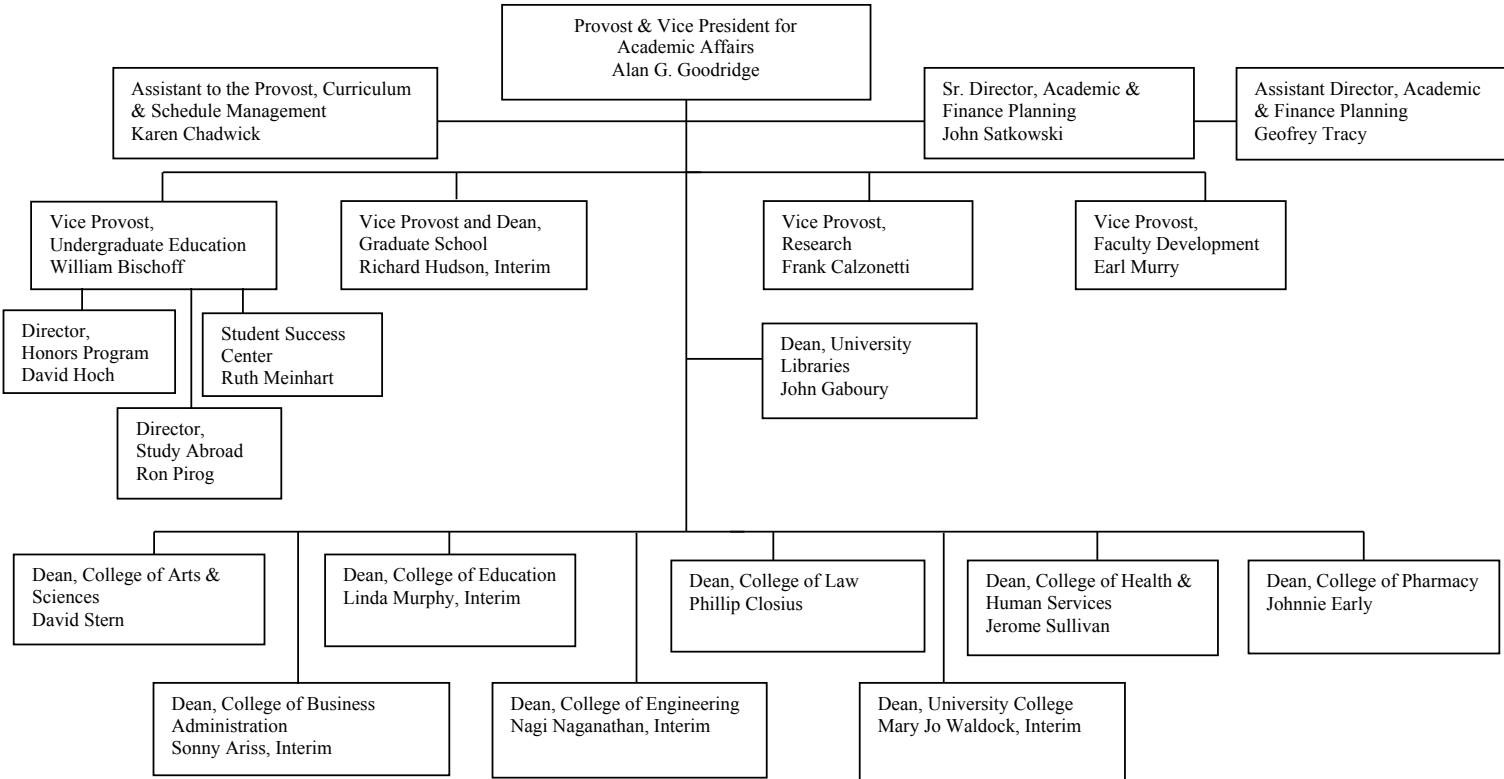 Provost & Vice President for
Academic Affairs
Alan G. Goodridge
Assistant to the Provost, Curriculum
& Schedule Management
Karen Chadwick
Sr. Director, Academic &
Finance Planning
John Satkowski
Assistant Director, Academic
& Finance Planning
Geofrey Tracy
Vice Provost,
Undergraduate Education
William Bischoff
Vice Provost and Dean,
Graduate School
Richard Hudson, Interim
Vice Provost,
Research
Frank Calzonetti
Vice Provost,
Faculty Development
Earl Murry
Director,
Honors Program
David Hoch
Student Success
Center
Ruth Meinhart
Director,
Study Abroad
Ron Pirog
Dean, University
Libraries
John Gaboury
Dean, College of Arts &
Sciences
David Stern
Dean, College of Education
Linda Murphy, Interim
Dean, College of Law
Phillip Closius
Dean, College of Health &
Human Services
Jerome Sullivan
Dean, College of Pharmacy
Johnnie Early
Dean, College of Business
Administration
Sonny Ariss, Interim
Dean, College of Engineering
Nagi Naganathan, Interim
Dean, University College
Mary Jo Waldock, Interim